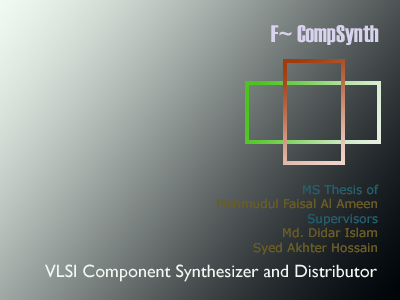 F~ CompSynth
MS Thesis of
Mahmudul Faisal Al Ameen
Supervisors
Md. Didar Islam
Syed Akhter Hossain
VLSI Component Synthesizer and Distributor